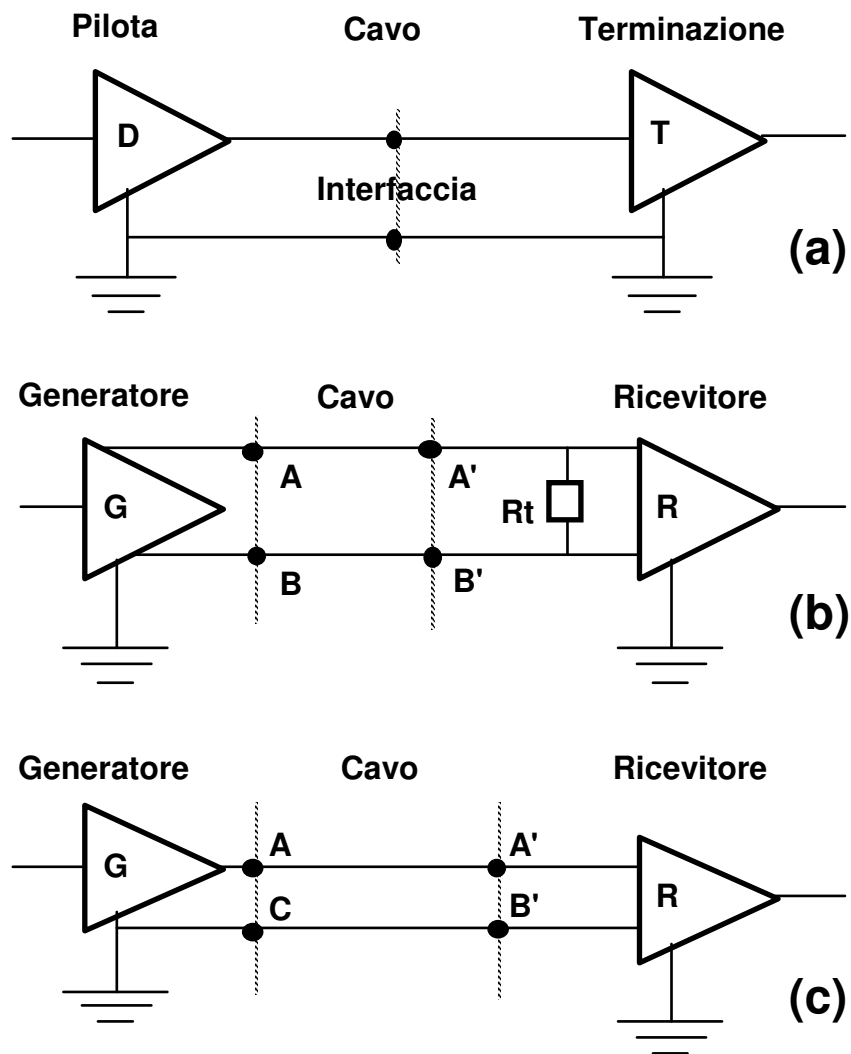 Pilota Cavo Terminazione
D T
Interfaccia
(a)
Generatore Cavo Ricevitore
A A'
G Rt R
B B'
(b)
Generatore Cavo Ricevitore
A A'
G R
C B'
(c)